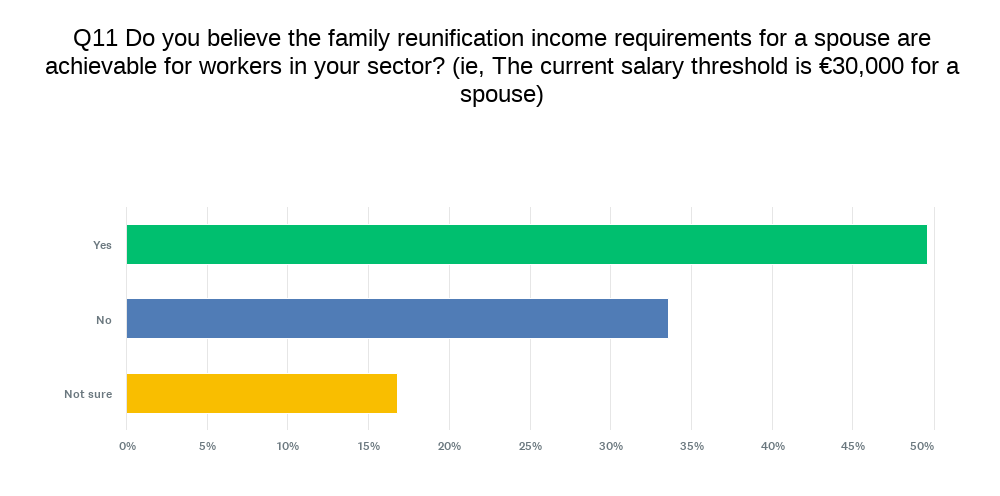 Q11 Do you believe the family reunification income requirements for a spouse are
achievable for workers in your sector? (ie, The current salary threshold is €30,000 for a
spouse)
Yes
No
Not sure
0% 5% 10% 15% 20% 25% 30% 35% 40% 45% 50%